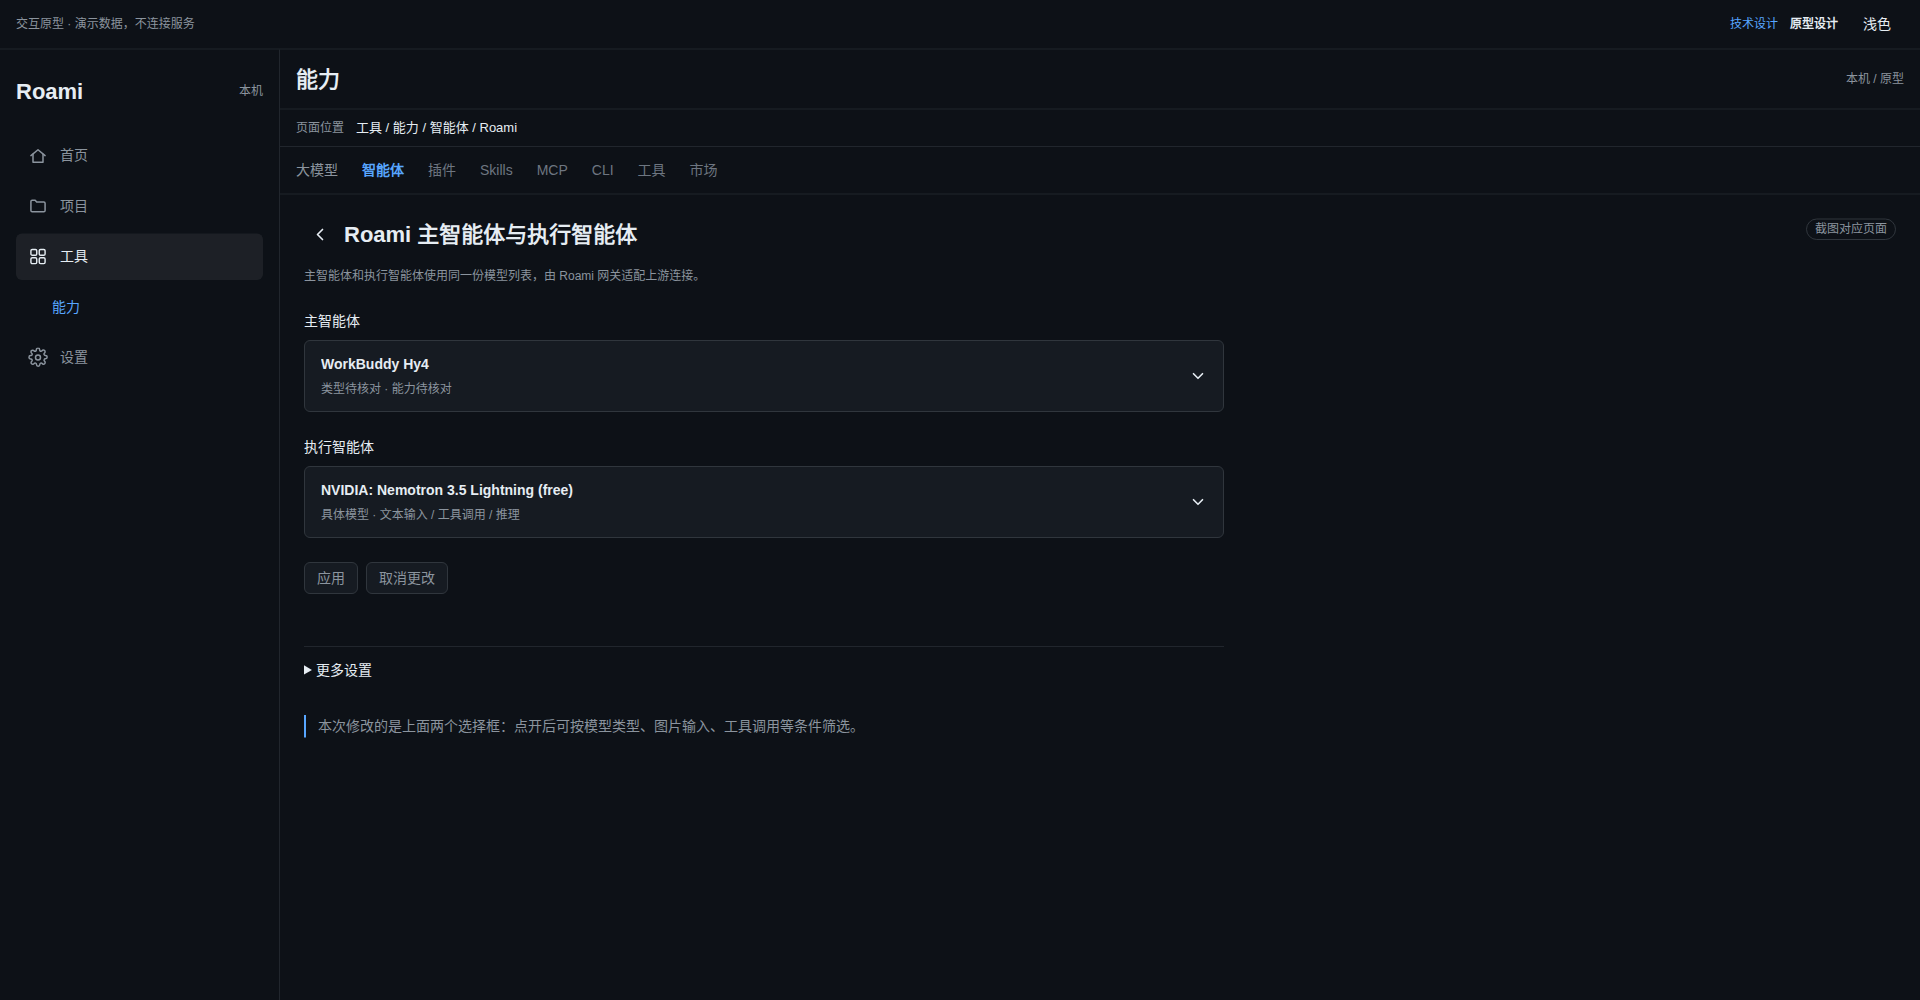 交互原型 · 演示数据，不连接服务
技术设计 原型设计 浅色
Roami 本机
首页
项目
工具
能力
设置
能力
本机 / 原型
页面位置 工具 / 能力 / 智能体 / Roami
大模型 智能体 插件 Skills MCP CLI 工具 市场
Roami 主智能体与执行智能体
截图对应页面
主智能体和执行智能体使用同一份模型列表，由 Roami 网关适配上游连接。
主智能体
WorkBuddy Hy4
类型待核对 · 能力待核对
执行智能体
NVIDIA: Nemotron 3.5 Lightning (free)
具体模型 · 文本输入 / 工具调用 / 推理
应用 取消更改
更多设置
本次修改的是上面两个选择框：点开后可按模型类型、图片输入、工具调用等条件筛选。